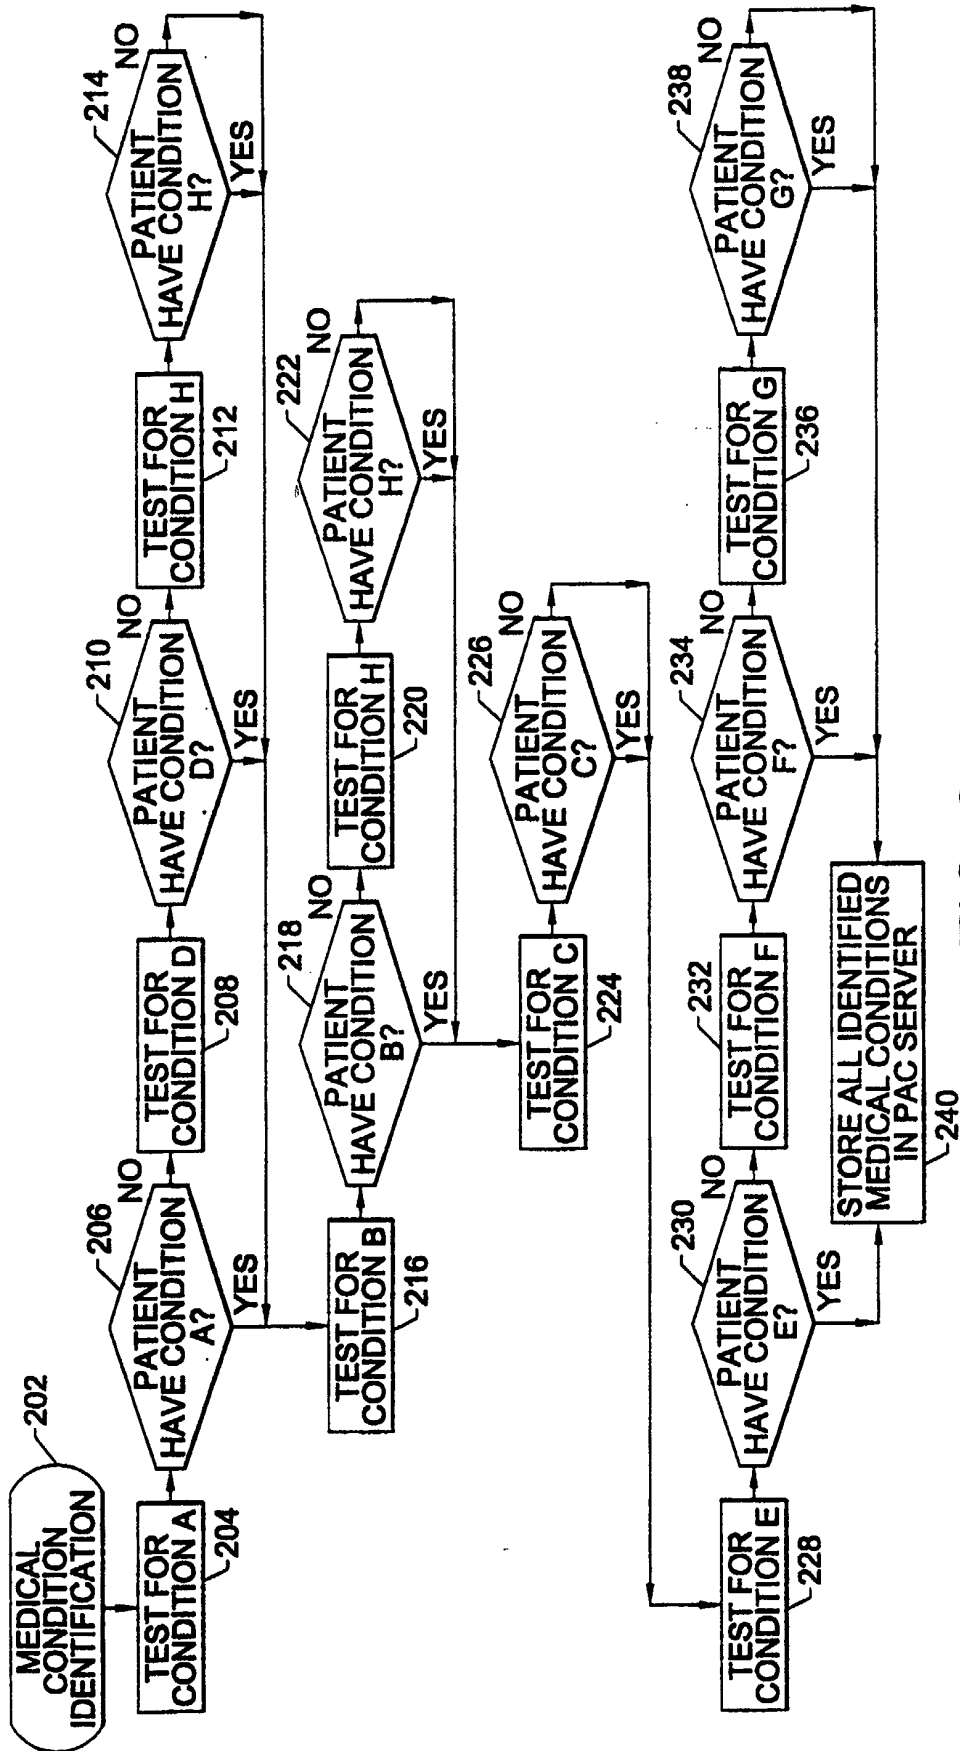 MEDICAL
CONDITION
IDENTIFICATION
202
TEST FOR
CONDITION A
204
PATIENT
HAVE CONDITION
A?
206
NO
YES
TEST FOR
CONDITION D
208
PATIENT
HAVE CONDITION
D?
210
NO
YES
TEST FOR
CONDITION H
212
PATIENT
HAVE CONDITION
H?
214
NO
YES
TEST FOR
CONDITION B
216
PATIENT
HAVE CONDITION
B?
218
NO
YES
TEST FOR
CONDITION H
220
PATIENT
HAVE CONDITION
H?
222
NO
YES
TEST FOR
CONDITION C
224
PATIENT
HAVE CONDITION
C?
226
NO
YES
TEST FOR
CONDITION E
228
PATIENT
HAVE CONDITION
E?
230
NO
YES
TEST FOR
CONDITION F
232
PATIENT
HAVE CONDITION
F?
234
NO
YES
TEST FOR
CONDITION G
236
PATIENT
HAVE CONDITION
G?
238
NO
YES
STORE ALL IDENTIFIED
MEDICAL CONDITIONS
IN PAC SERVER
240